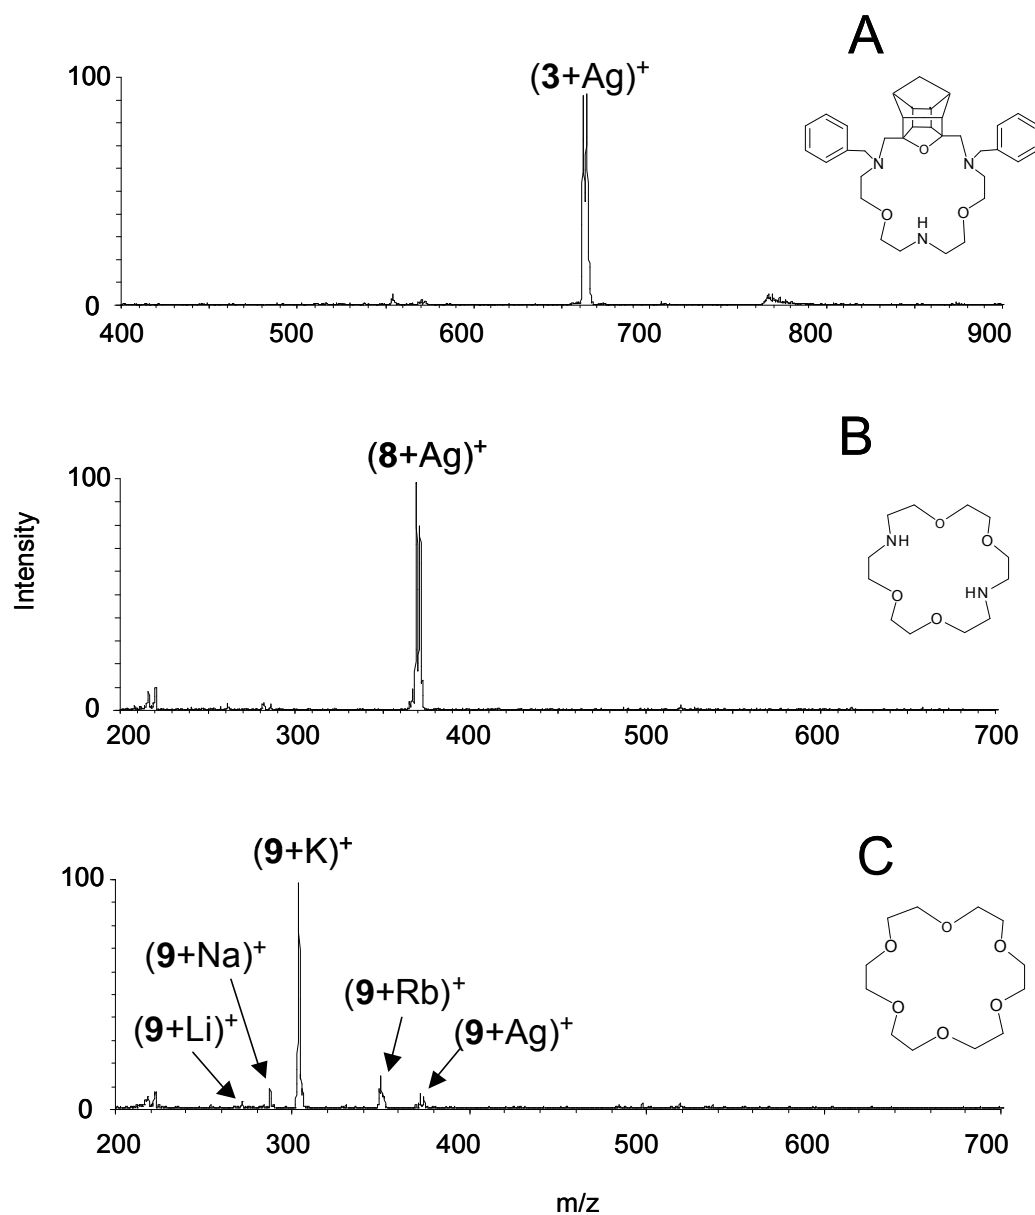 A
(3+Ag)+
100
0
400 500 600 700 800 900
N
O
N
O
H
N
O
B
(8+Ag)+
100
0
200 300 400 500 600 700
O
NH
O
O
HN
O
Intensity
C
(9+K)+
100
(9+Na)+
(9+Rb)+
(9+Li)+
(9+Ag)+
0
200 300 400 500 600 700
O
O
O
O
O
O
m/z